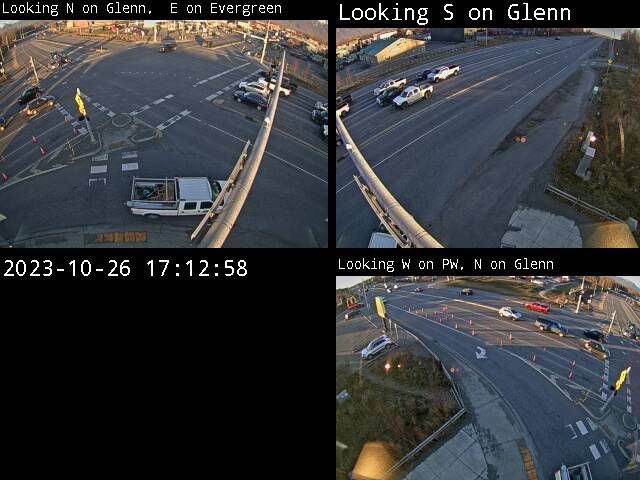 Looking N on Glenn,  E on Evergreen
Looking S on Glenn
2023-10-26 17:12:58
Looking W on PW, N on Glenn